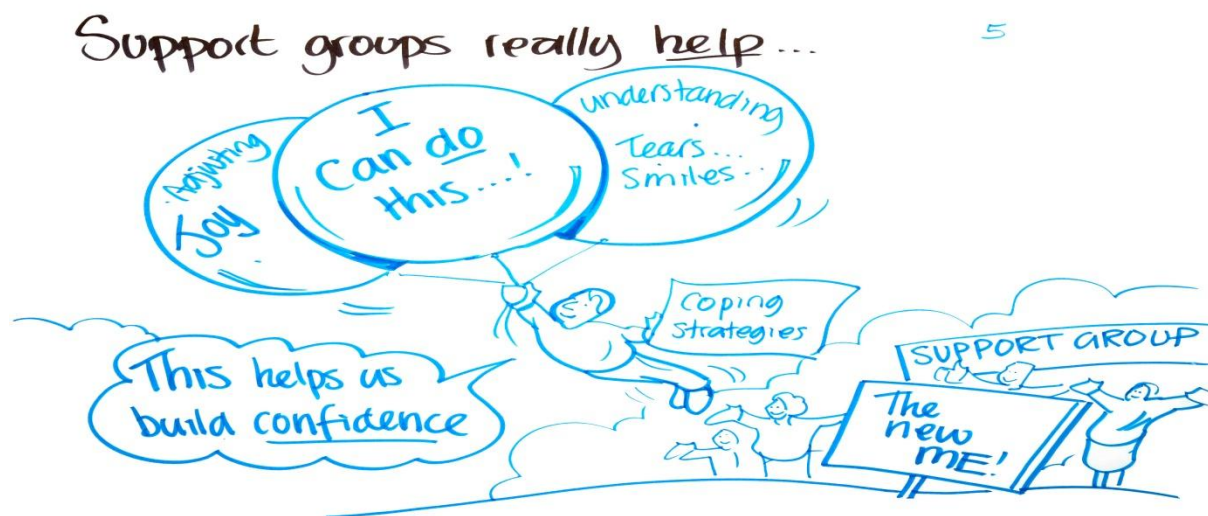 Support groups really help...
5
Adjusting
Joy
I
can do
this....!
understanding
Tears...
Smiles..
Coping
strategies
This helps us
build confidence
SUPPORT GROUP
The
new
ME!